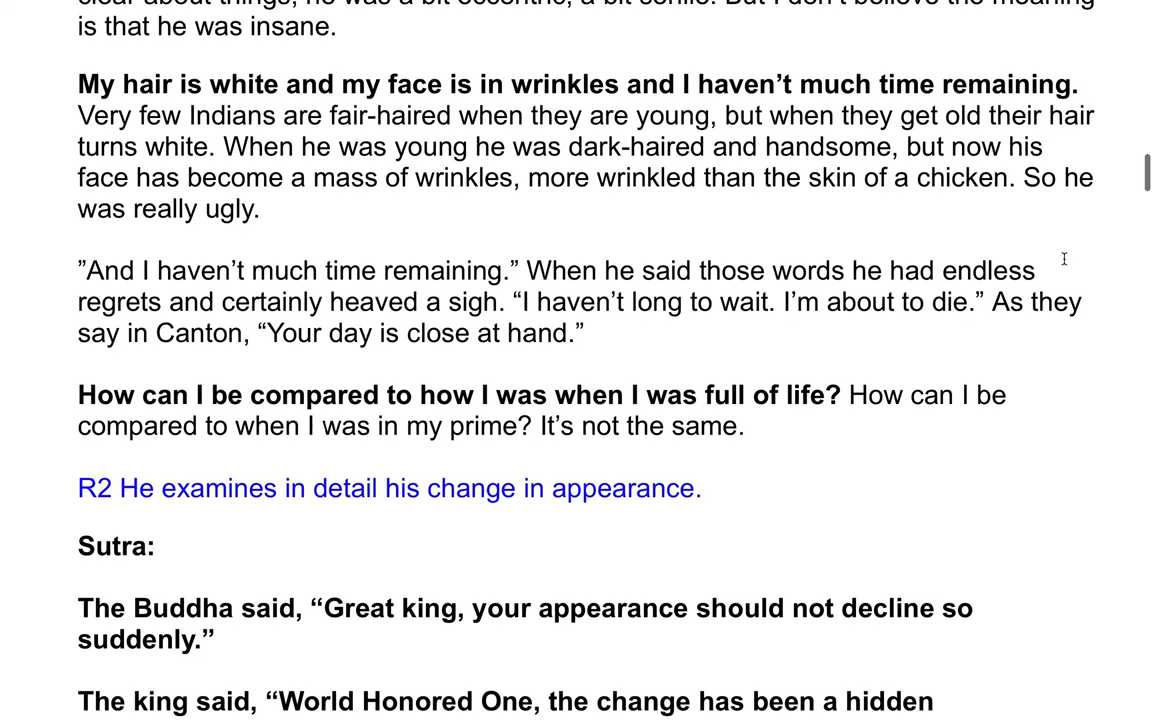 is that he was insane.
My hair is white and my face is in wrinkles and I haven’t much time remaining.
Very few Indians are fair-haired when they are young, but when they get old their hair
turns white. When he was young he was dark-haired and handsome, but now his
face has become a mass of wrinkles, more wrinkled than the skin of a chicken. So he
was really ugly.
”And I haven’t much time remaining.” When he said those words he had endless
regrets and certainly heaved a sigh. “I haven’t long to wait. I’m about to die.” As they
say in Canton, “Your day is close at hand.”
How can I be compared to how I was when I was full of life? How can I be
compared to when I was in my prime? It’s not the same.
R2 He examines in detail his change in appearance.
Sutra:
The Buddha said, “Great king, your appearance should not decline so
suddenly.”
The king said, “World Honored One, the change has been a hidden